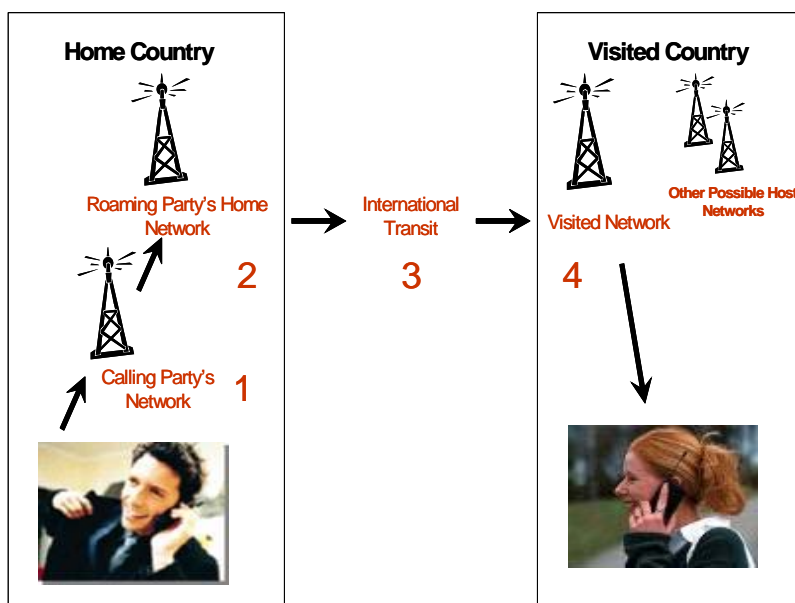 Home Country
Roaming Party's Home
Network
2
Calling Party's
Network
1
International
Transit
3
Visited Country
Other Possible Host
Networks
Visited Network
4